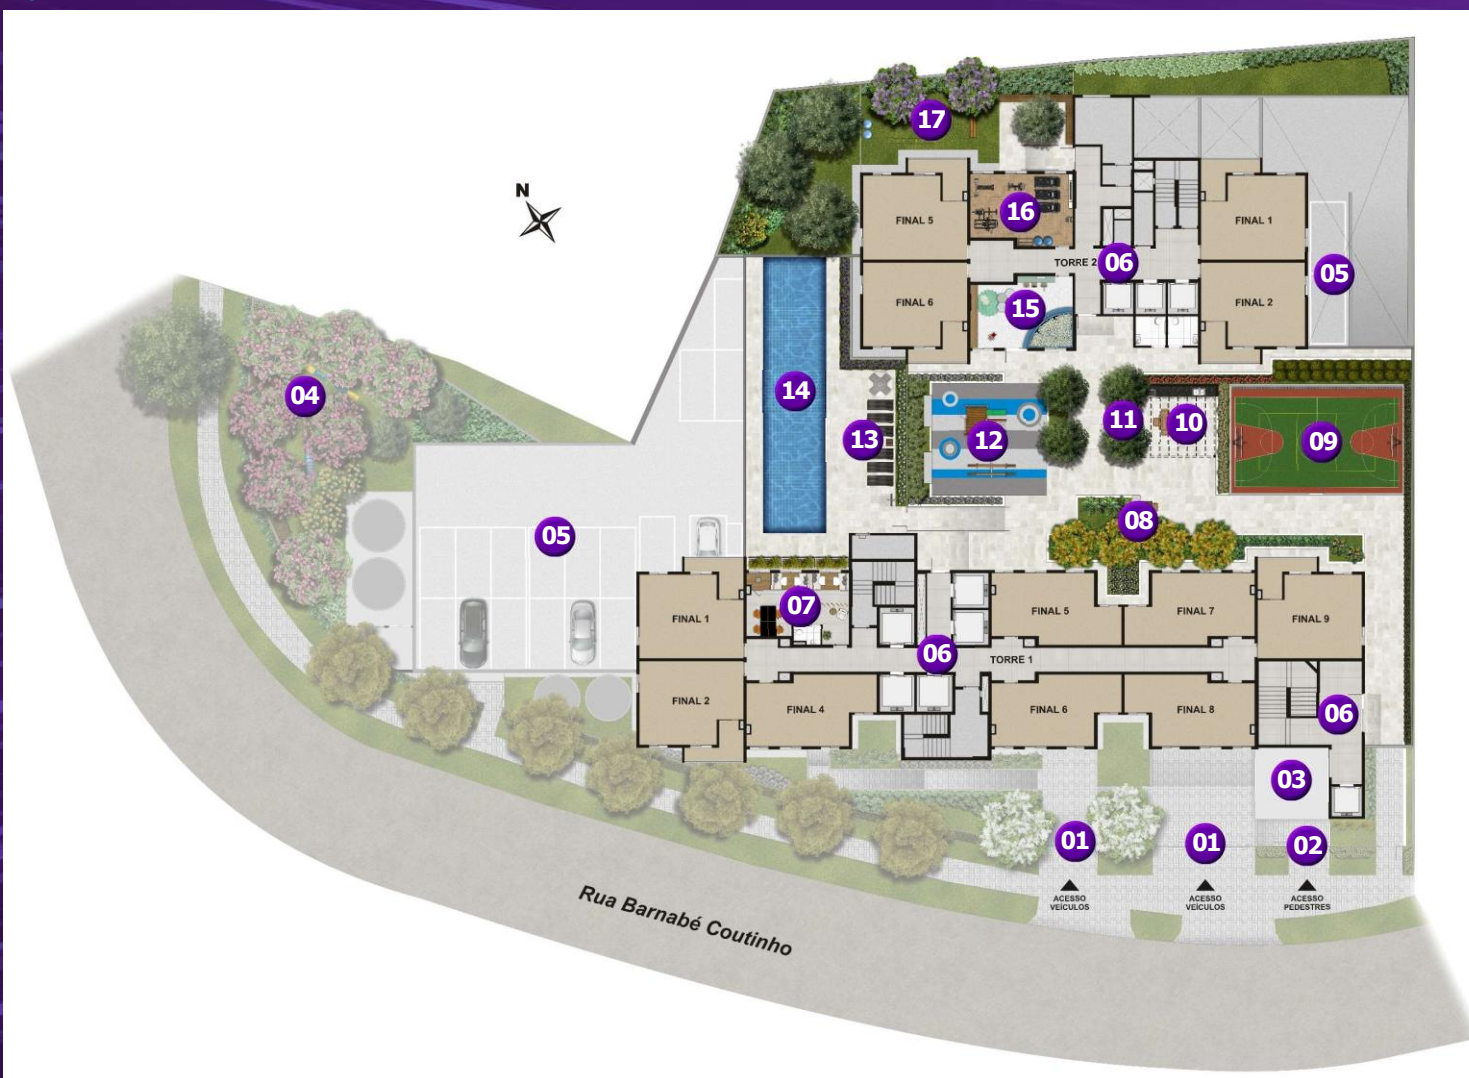 17
N
FINAL 5
16
FINAL 1
TORRE 2
06
05
FINAL 6
15
FINAL 2
14
04
11
10
13
12
09
08
05
07
FINAL 1
FINAL 5
FINAL 7
FINAL 9
06
TORRE 1
FINAL 2
FINAL 4
FINAL 6
FINAL 8
06
03
01
01
02
ACESSO
VEÍCULOS
ACESSO
VEÍCULOS
ACESSO
PEDESTRES
Rua Barnabé Coutinho